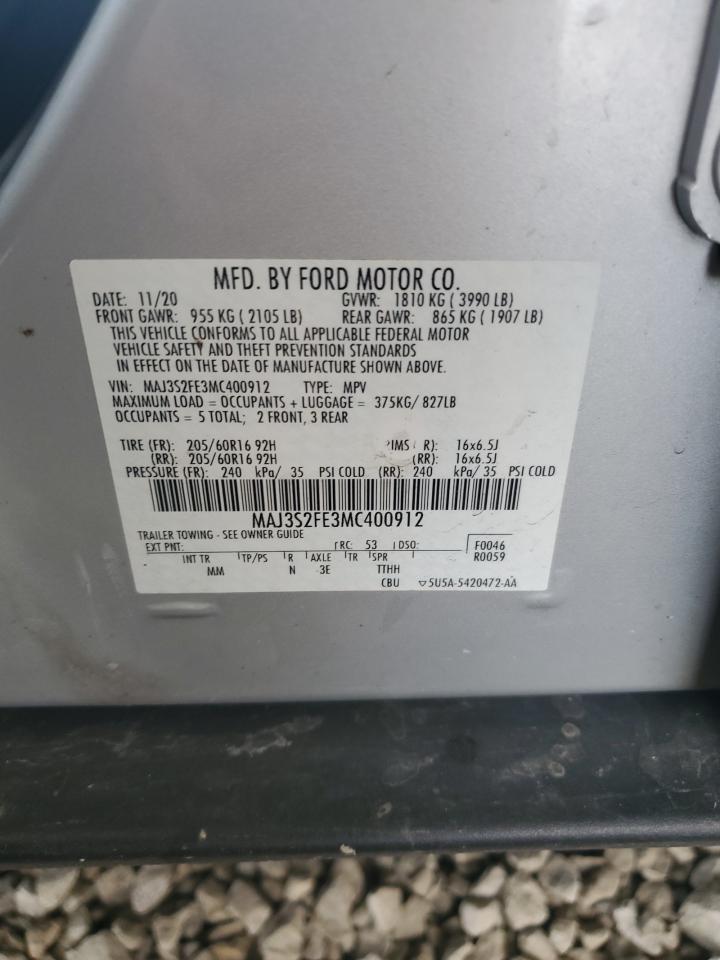 MFD. BY FORD MOTOR CO.
DATE: 11/20 GVWR: 1810 KG ( 3990 LB)
FRONT GAWR: 955 KG ( 2105 LB) REAR GAWR: 865 KG ( 1907 LB)
THIS VEHICLE CONFORMS TO ALL APPLICABLE FEDERAL MOTOR
VEHICLE SAFETY AND THEFT PREVENTION STANDARDS
IN EFFECT ON THE DATE OF MANUFACTURE SHOWN ABOVE.
VIN: MAJ3S2FE3MC400912 TYPE: MPV
MAXIMUM LOAD = OCCUPANTS + LUGGAGE = 375KG/ 827LB
OCCUPANTS = 5 TOTAL; 2 FRONT, 3 REAR
TIRE (FR): 205/60R16 92H IMS R): 16x6.5J
(RR): 205/60R16 92H (RR): 16x6.5J
PRESSURE (FR): 240 kPa/ 35 PSI COLD (RR): 240 kPa/ 35 PSI COLD
MAJ3S2FE3MC400912
TRAILER TOWING - SEE OWNER GUIDE
EXT PNT: RC: 53 DSO: F0046
INT TR TP/PS R AXLE TR SPR R0059
MM N 3E TTHH
CBU 5U5A-5420472-AA